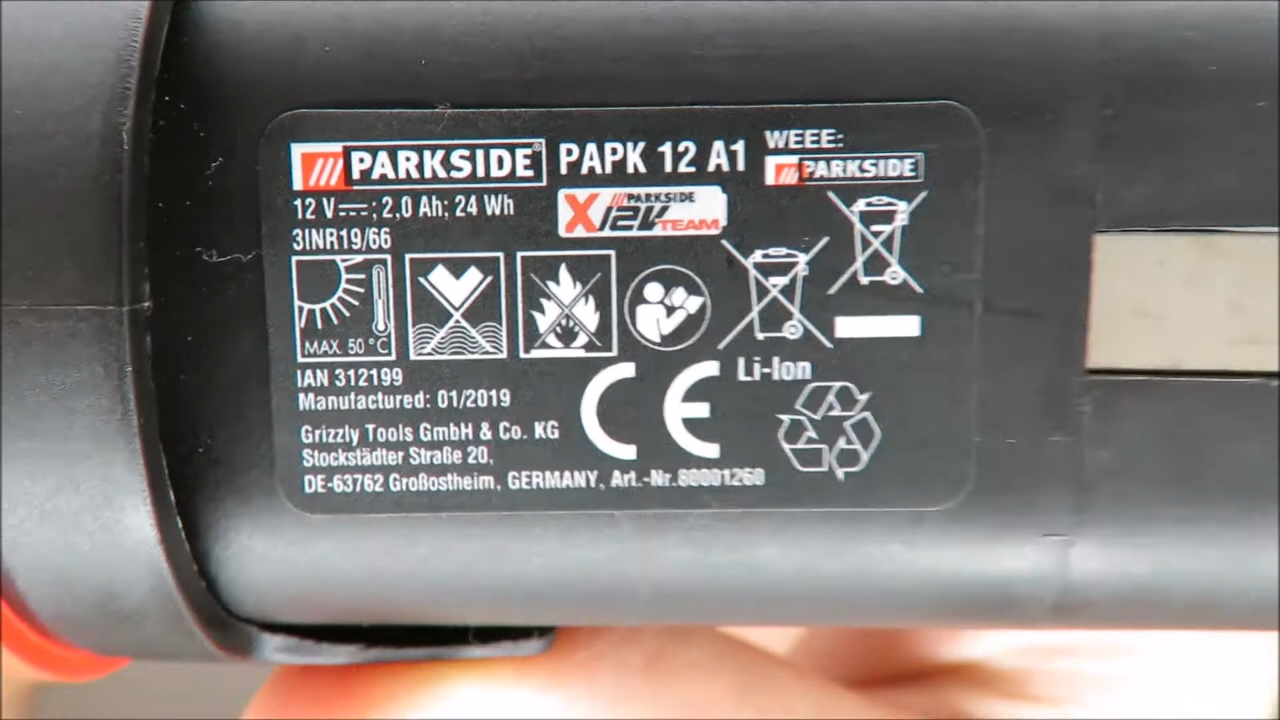 PARKSIDE® PAPK 12 A1
WEEE:
PARKSIDE
12 V⎓; 2,0 Ah; 24 Wh
PARKSIDE
X12V TEAM
3INR19/66
MAX. 50 °C
Li-Ion
IAN 312199
Manufactured: 01/2019
CE
Grizzly Tools GmbH & Co. KG
Stockstädter Straße 20,
DE-63762 Großostheim, GERMANY, Art.-Nr. 80001260